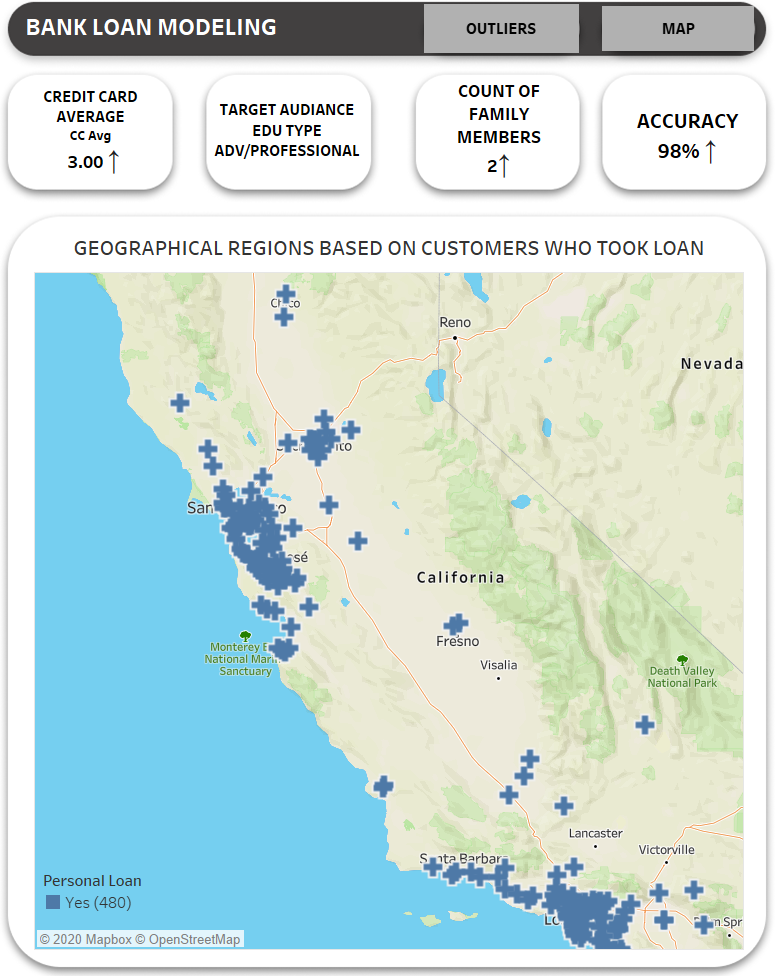 BANK LOAN MODELING
OUTLIERS
MAP
CREDIT CARD
AVERAGE
CC Avg
3.00 ↑
TARGET AUDIANCE
EDU TYPE
ADV/PROFESSIONAL
COUNT OF
FAMILY
MEMBERS
2↑
ACCURACY
98% ↑
GEOGRAPHICAL REGIONS BASED ON CUSTOMERS WHO TOOK LOAN
Reno
Nevada
California
Fresno
Monterey
National
Sanctuary
Visalia
Death Valley
National Park
Santa Barbara
Lancaster
Victorville
Personal Loan
Yes (480)
© 2020 Mapbox © OpenStreetMap